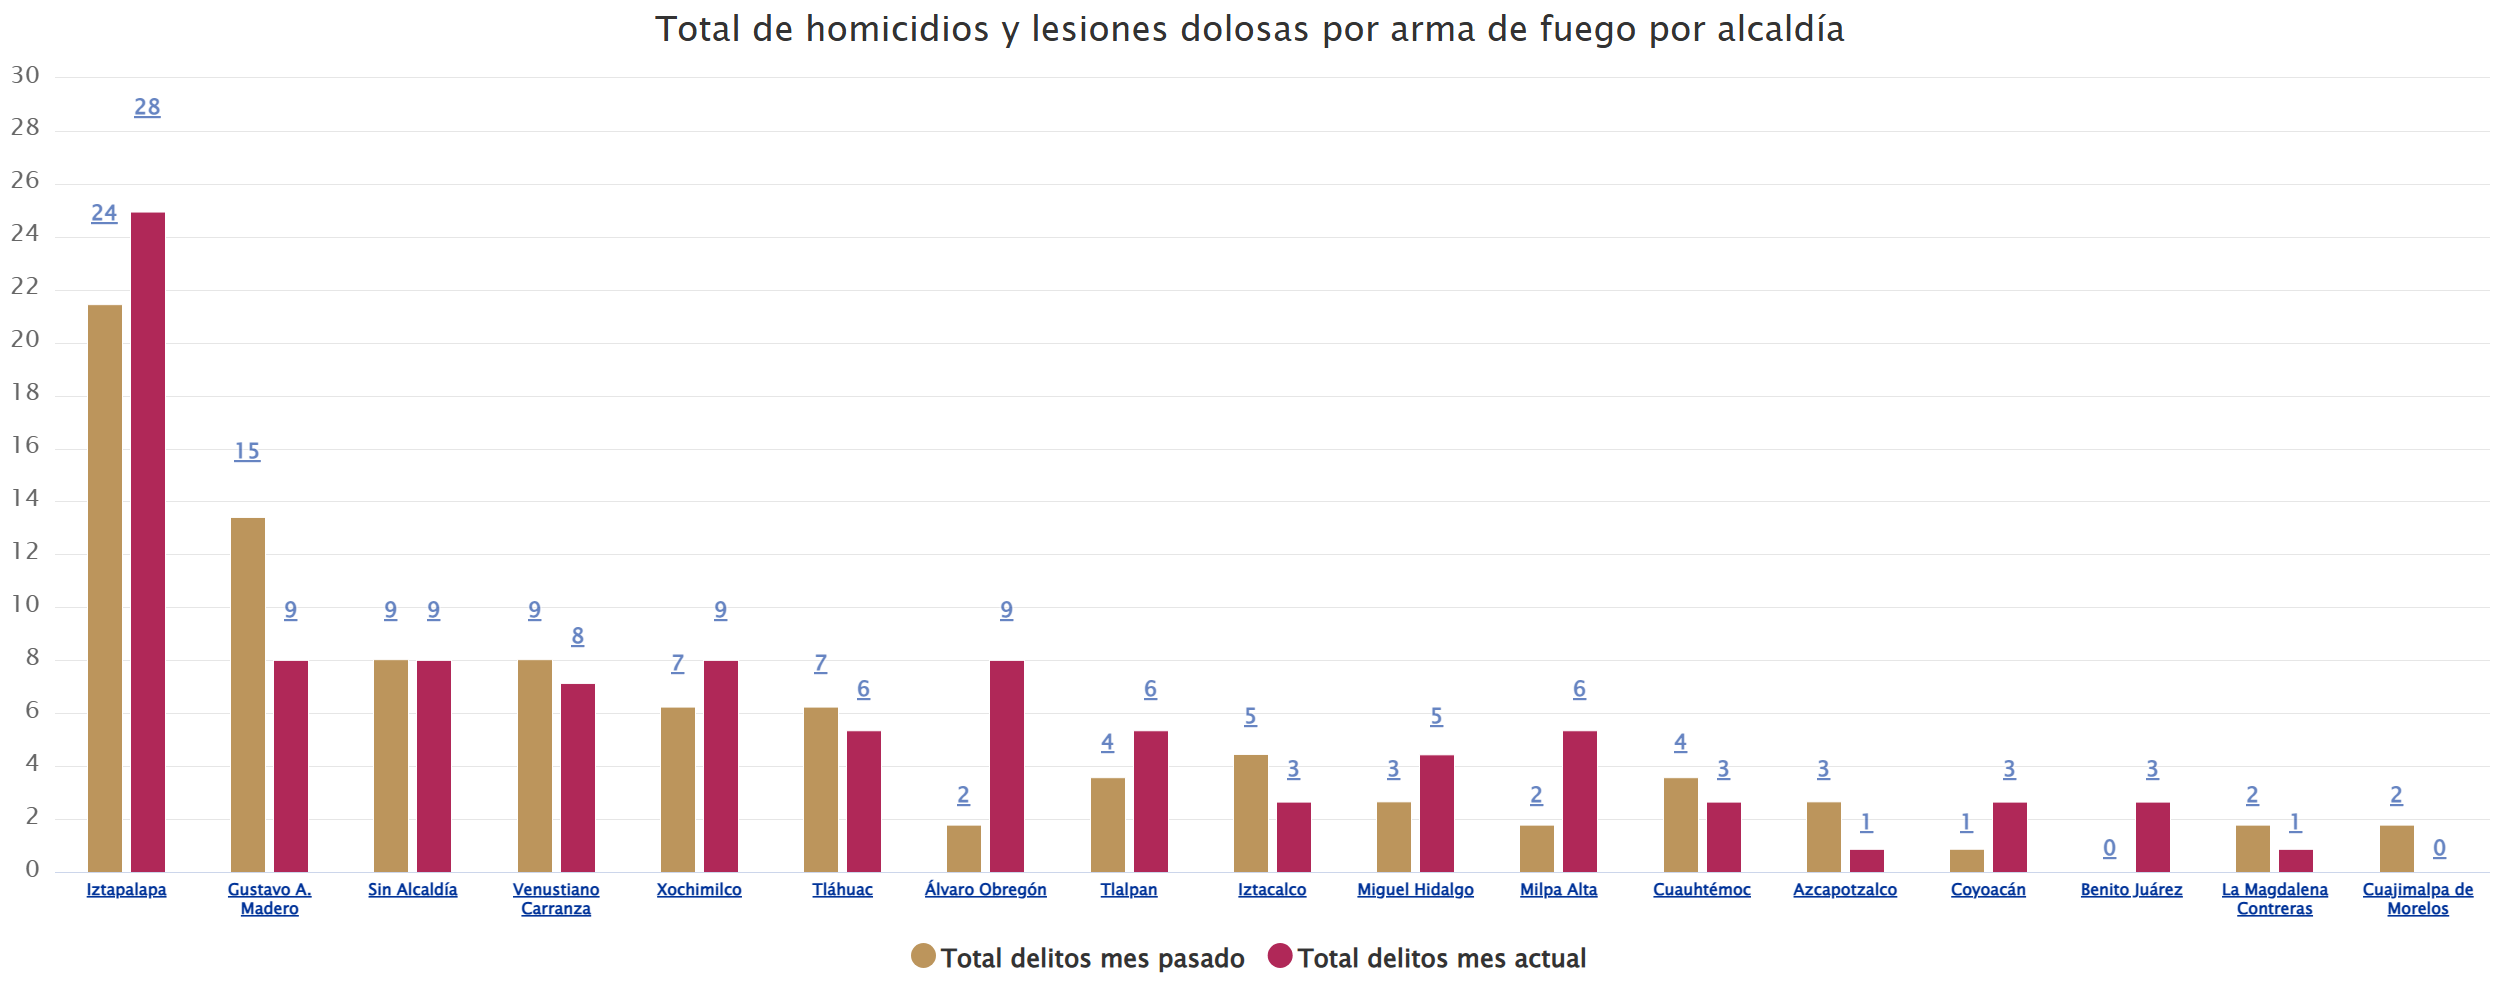 Total de homicidios y lesiones dolosas por arma de fuego por alcaldía
30
28
26
24
22
20
18
16
14
12
10
8
6
4
2
0
24 28
15 9
9 9
9 8
7 9
7 6
2 9
4 6
5 3
3 5
2 6
4 3
3 1
1 3
0 3
2 1
2 0
Iztapalapa
Gustavo A.
Madero
Sin Alcaldía
Venustiano
Carranza
Xochimilco
Tláhuac
Álvaro Obregón
Tlalpan
Iztacalco
Miguel Hidalgo
Milpa Alta
Cuauhtémoc
Azcapotzalco
Coyoacán
Benito Juárez
La Magdalena
Contreras
Cuajimalpa de
Morelos
Total delitos mes pasado Total delitos mes actual